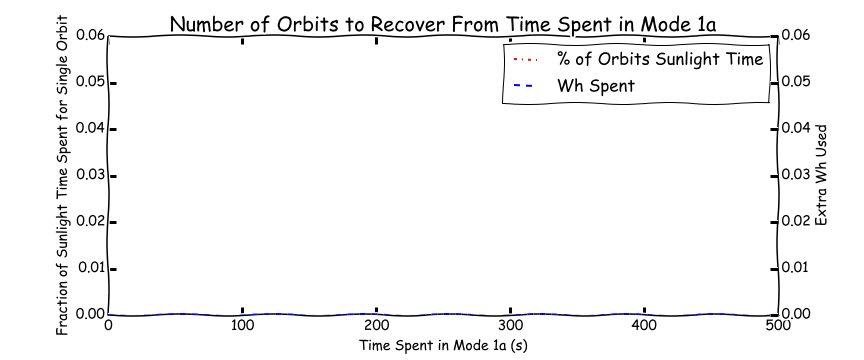 Number of Orbits to Recover From Time Spent in Mode 1a
Fraction of Sunlight Time Spent for Single Orbit
0.06
0.05
0.04
0.03
0.02
0.01
0.00
% of Orbits Sunlight Time
Wh Spent
0.06
0.05
0.04
0.03
0.02
0.01
0.00
Extra Wh Used
0 100 200 300 400 500
Time Spent in Mode 1a (s)